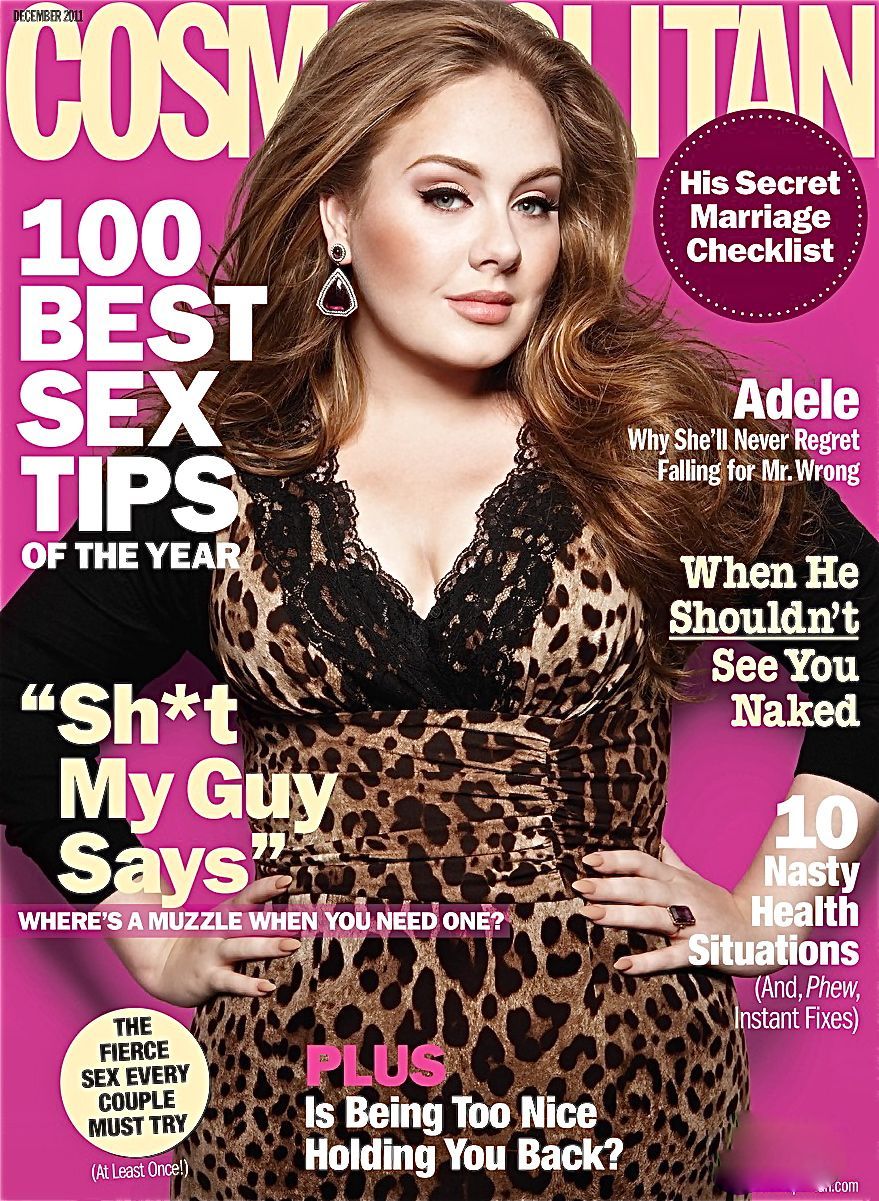 DECEMBER 2011
COSM LITAN
His Secret
Marriage
Checklist
100
BEST
SEX
TIPS
OF THE YEAR
Adele
Why She'll Never Regret
Falling for Mr. Wrong
When He
Shouldn't
See You
Naked
"Sh*t
My Guy
Says"
WHERE'S A MUZZLE WHEN YOU NEED ONE?
10
Nasty
Health
Situations
(And, Phew,
Instant Fixes)
THE
FIERCE
SEX EVERY
COUPLE
MUST TRY
(At Least Once!)
PLUS
Is Being Too Nice
Holding You Back?
.com